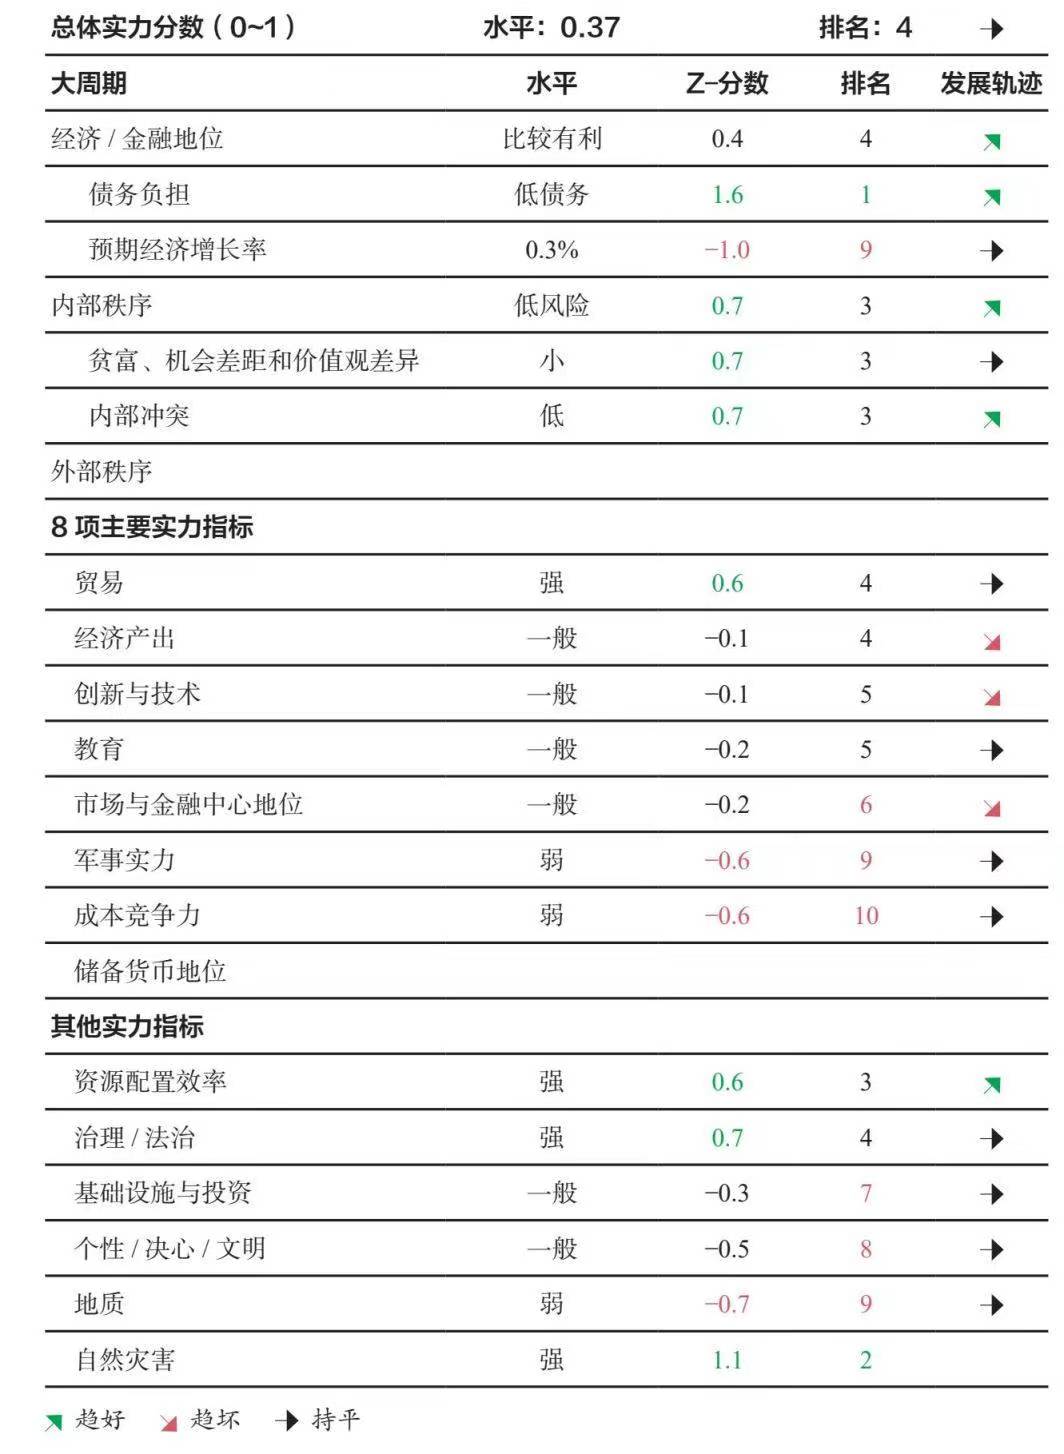 总体实力分数（0~1） 水平：0.37 排名：4
大周期 水平 Z-分数 排名 发展轨迹
经济 / 金融地位 比较有利 0.4 4
债务负担 低债务 1.6 1
预期经济增长率 0.3% −1.0 9
内部秩序 低风险 0.7 3
贫富、机会差距和价值观差异 小 0.7 3
内部冲突 低 0.7 3
外部秩序
8 项主要实力指标
贸易 强 0.6 4
经济产出 一般 −0.1 4
创新与技术 一般 −0.1 5
教育 一般 −0.2 5
市场与金融中心地位 一般 −0.2 6
军事实力 弱 −0.6 9
成本竞争力 弱 −0.6 10
储备货币地位
其他实力指标
资源配置效率 强 0.6 3
治理 / 法治 强 0.7 4
基础设施与投资 一般 −0.3 7
个性 / 决心 / 文明 一般 −0.5 8
地质 弱 −0.7 9
自然灾害 强 1.1 2
趋好 趋坏 持平